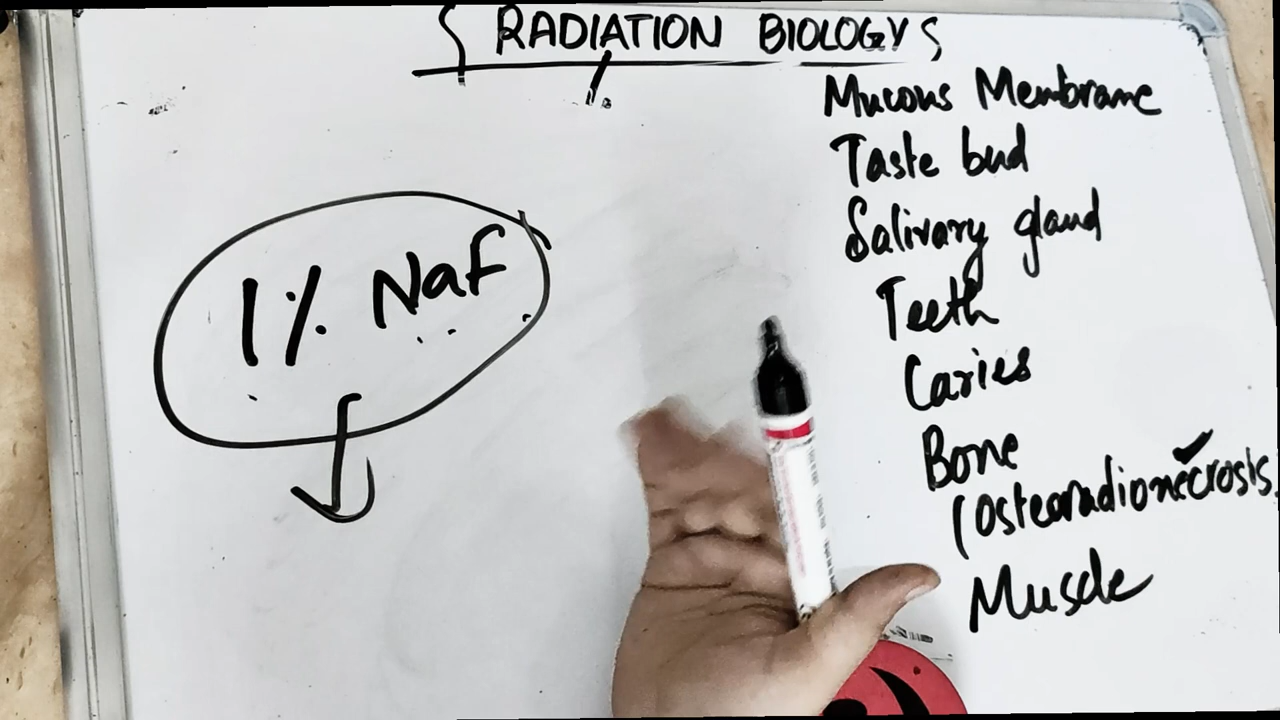 RADIATION BIOLOGY
Mucous Membrane
Taste bud
Salivary gland
Teeth
Caries
Bone
(Osteoradionecrosis
Muscle
1% Naf